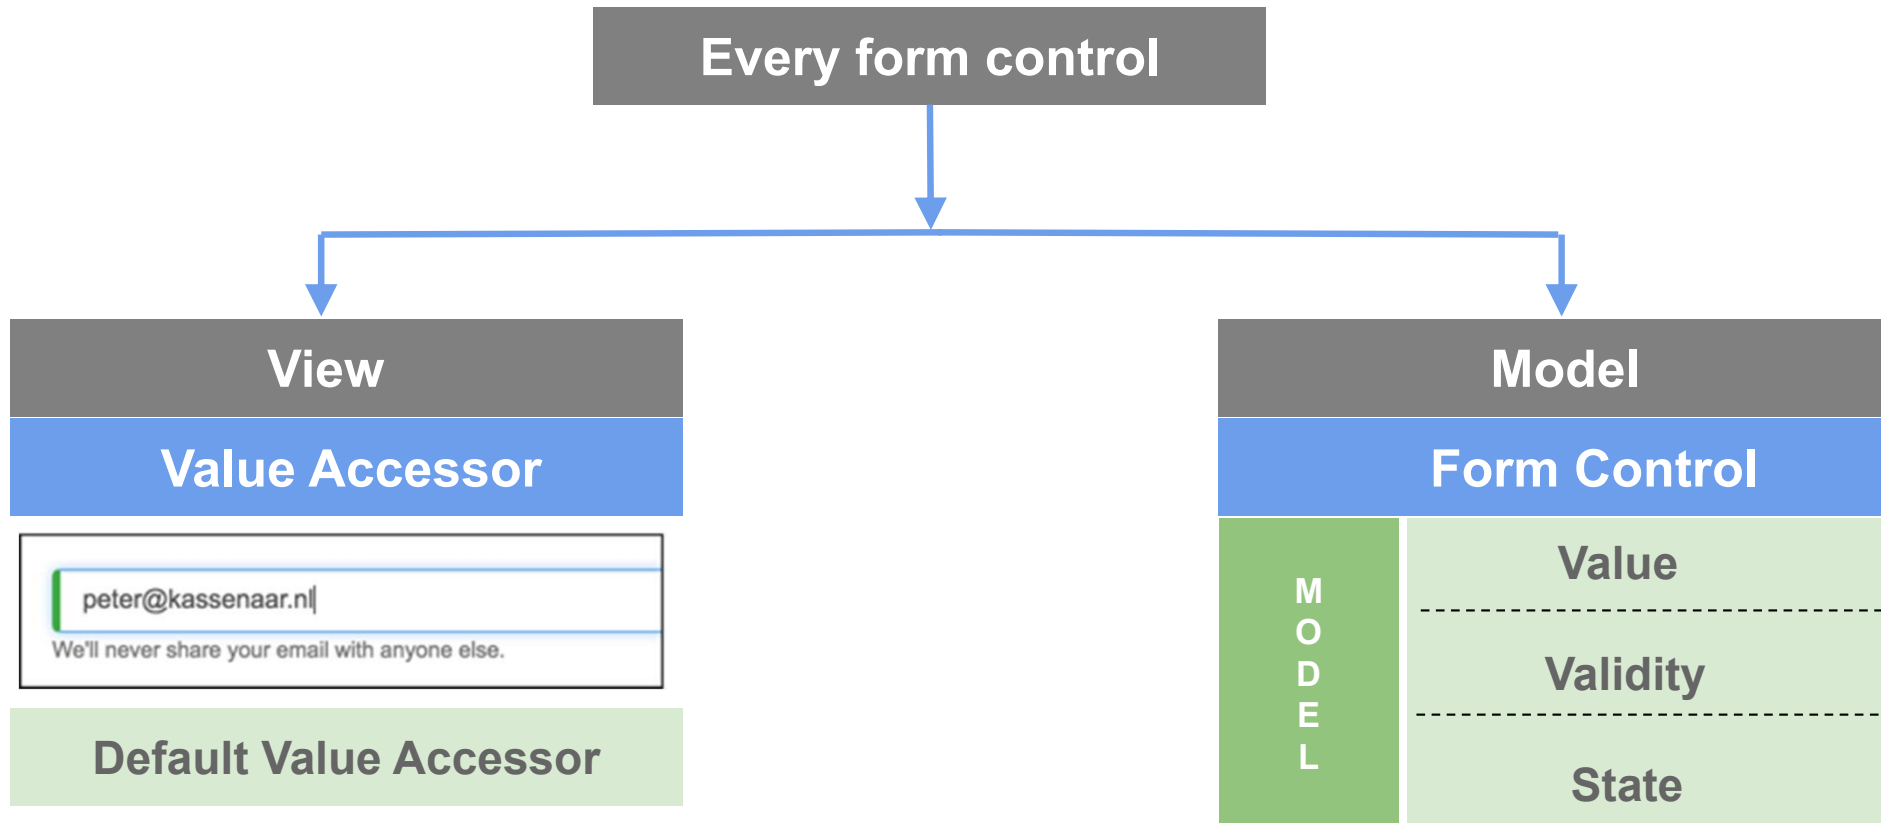 Every form control
View
Value Accessor
peter@kassenaar.nl
We'll never share your email with anyone else.
Default Value Accessor
Model
Form Control
M
O
D
E
L
Value
Validity
State